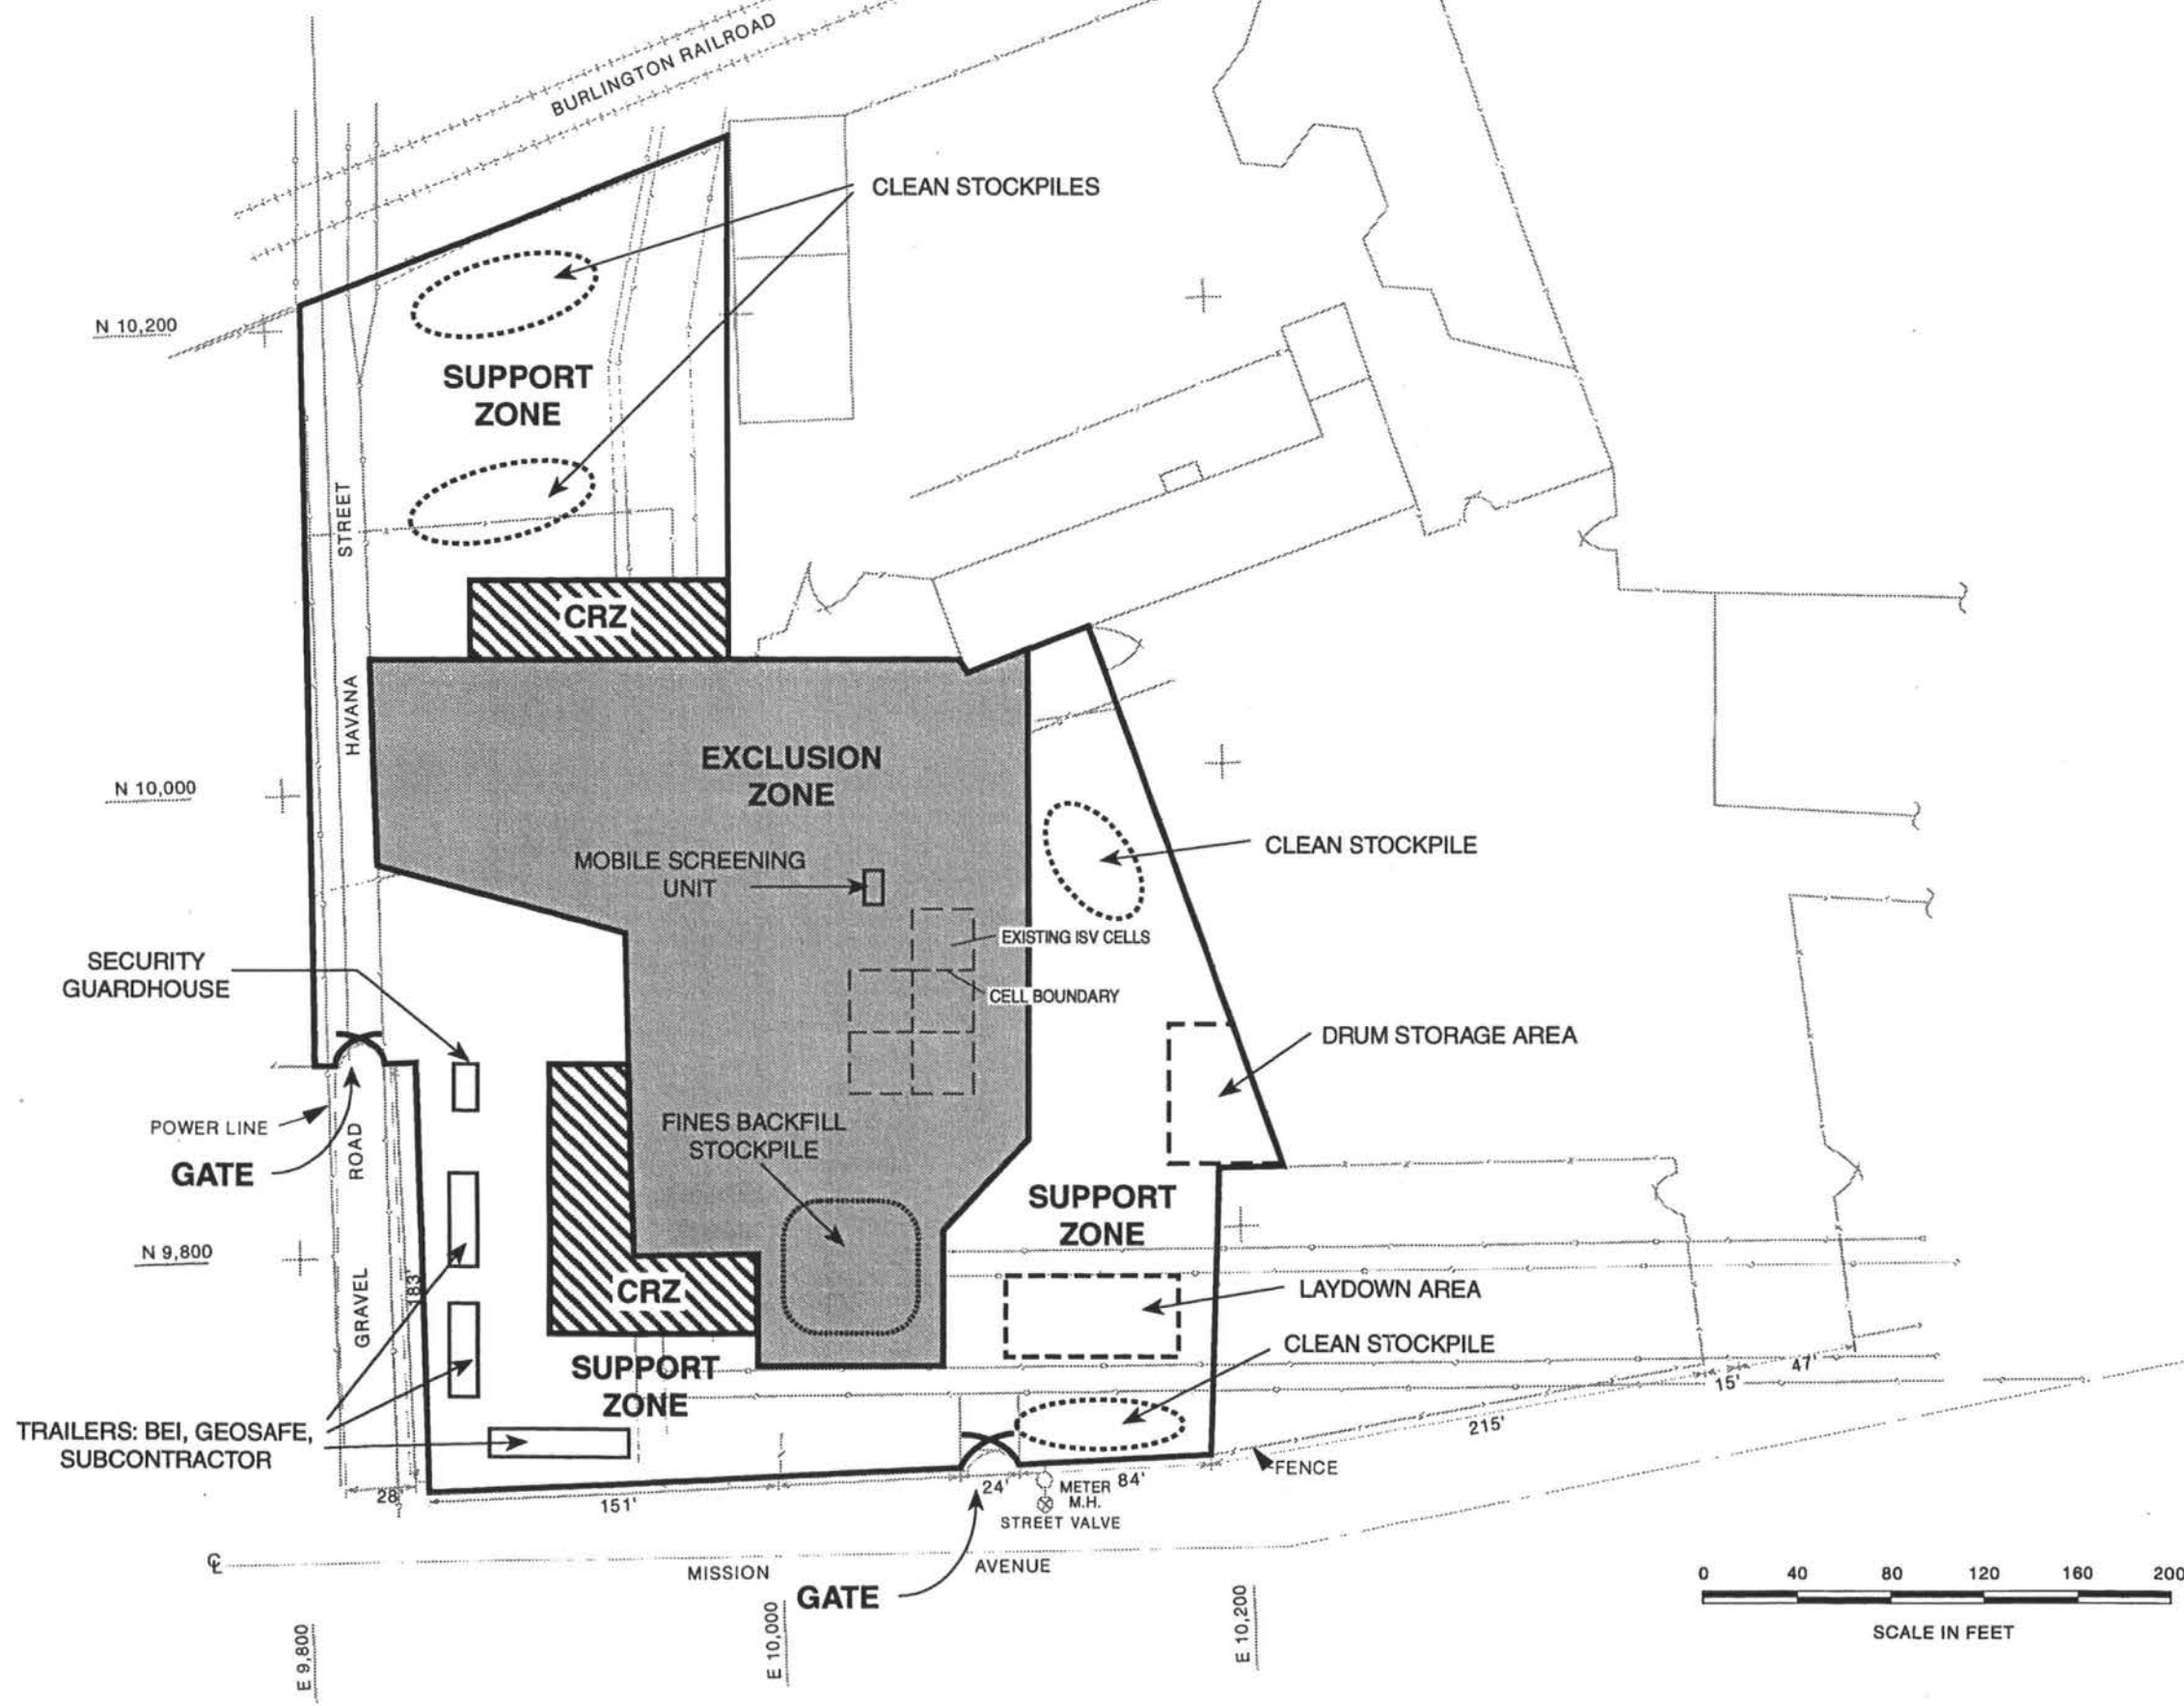 BURLINGTON RAILROAD
CLEAN STOCKPILES
N 10,200
SUPPORT
ZONE
STREET
CRZ
HAVANA
EXCLUSION
ZONE
N 10,000
MOBILE SCREENING
UNIT
CLEAN STOCKPILE
EXISTING ISV CELLS
SECURITY
GUARDHOUSE
CELL BOUNDARY
DRUM STORAGE AREA
POWER LINE
ROAD
FINES BACKFILL
STOCKPILE
GATE
SUPPORT
ZONE
N 9,800
GRAVEL
183'
CRZ
LAYDOWN AREA
CLEAN STOCKPILE
SUPPORT
ZONE
47'
15'
215'
TRAILERS: BEI, GEOSAFE,
SUBCONTRACTOR
FENCE
28'
151'
24'
METER
M.H.
84'
STREET VALVE
℄
MISSION
AVENUE
GATE
0 40 80 120 160 200
SCALE IN FEET
E 9,800
E 10,000
E 10,200